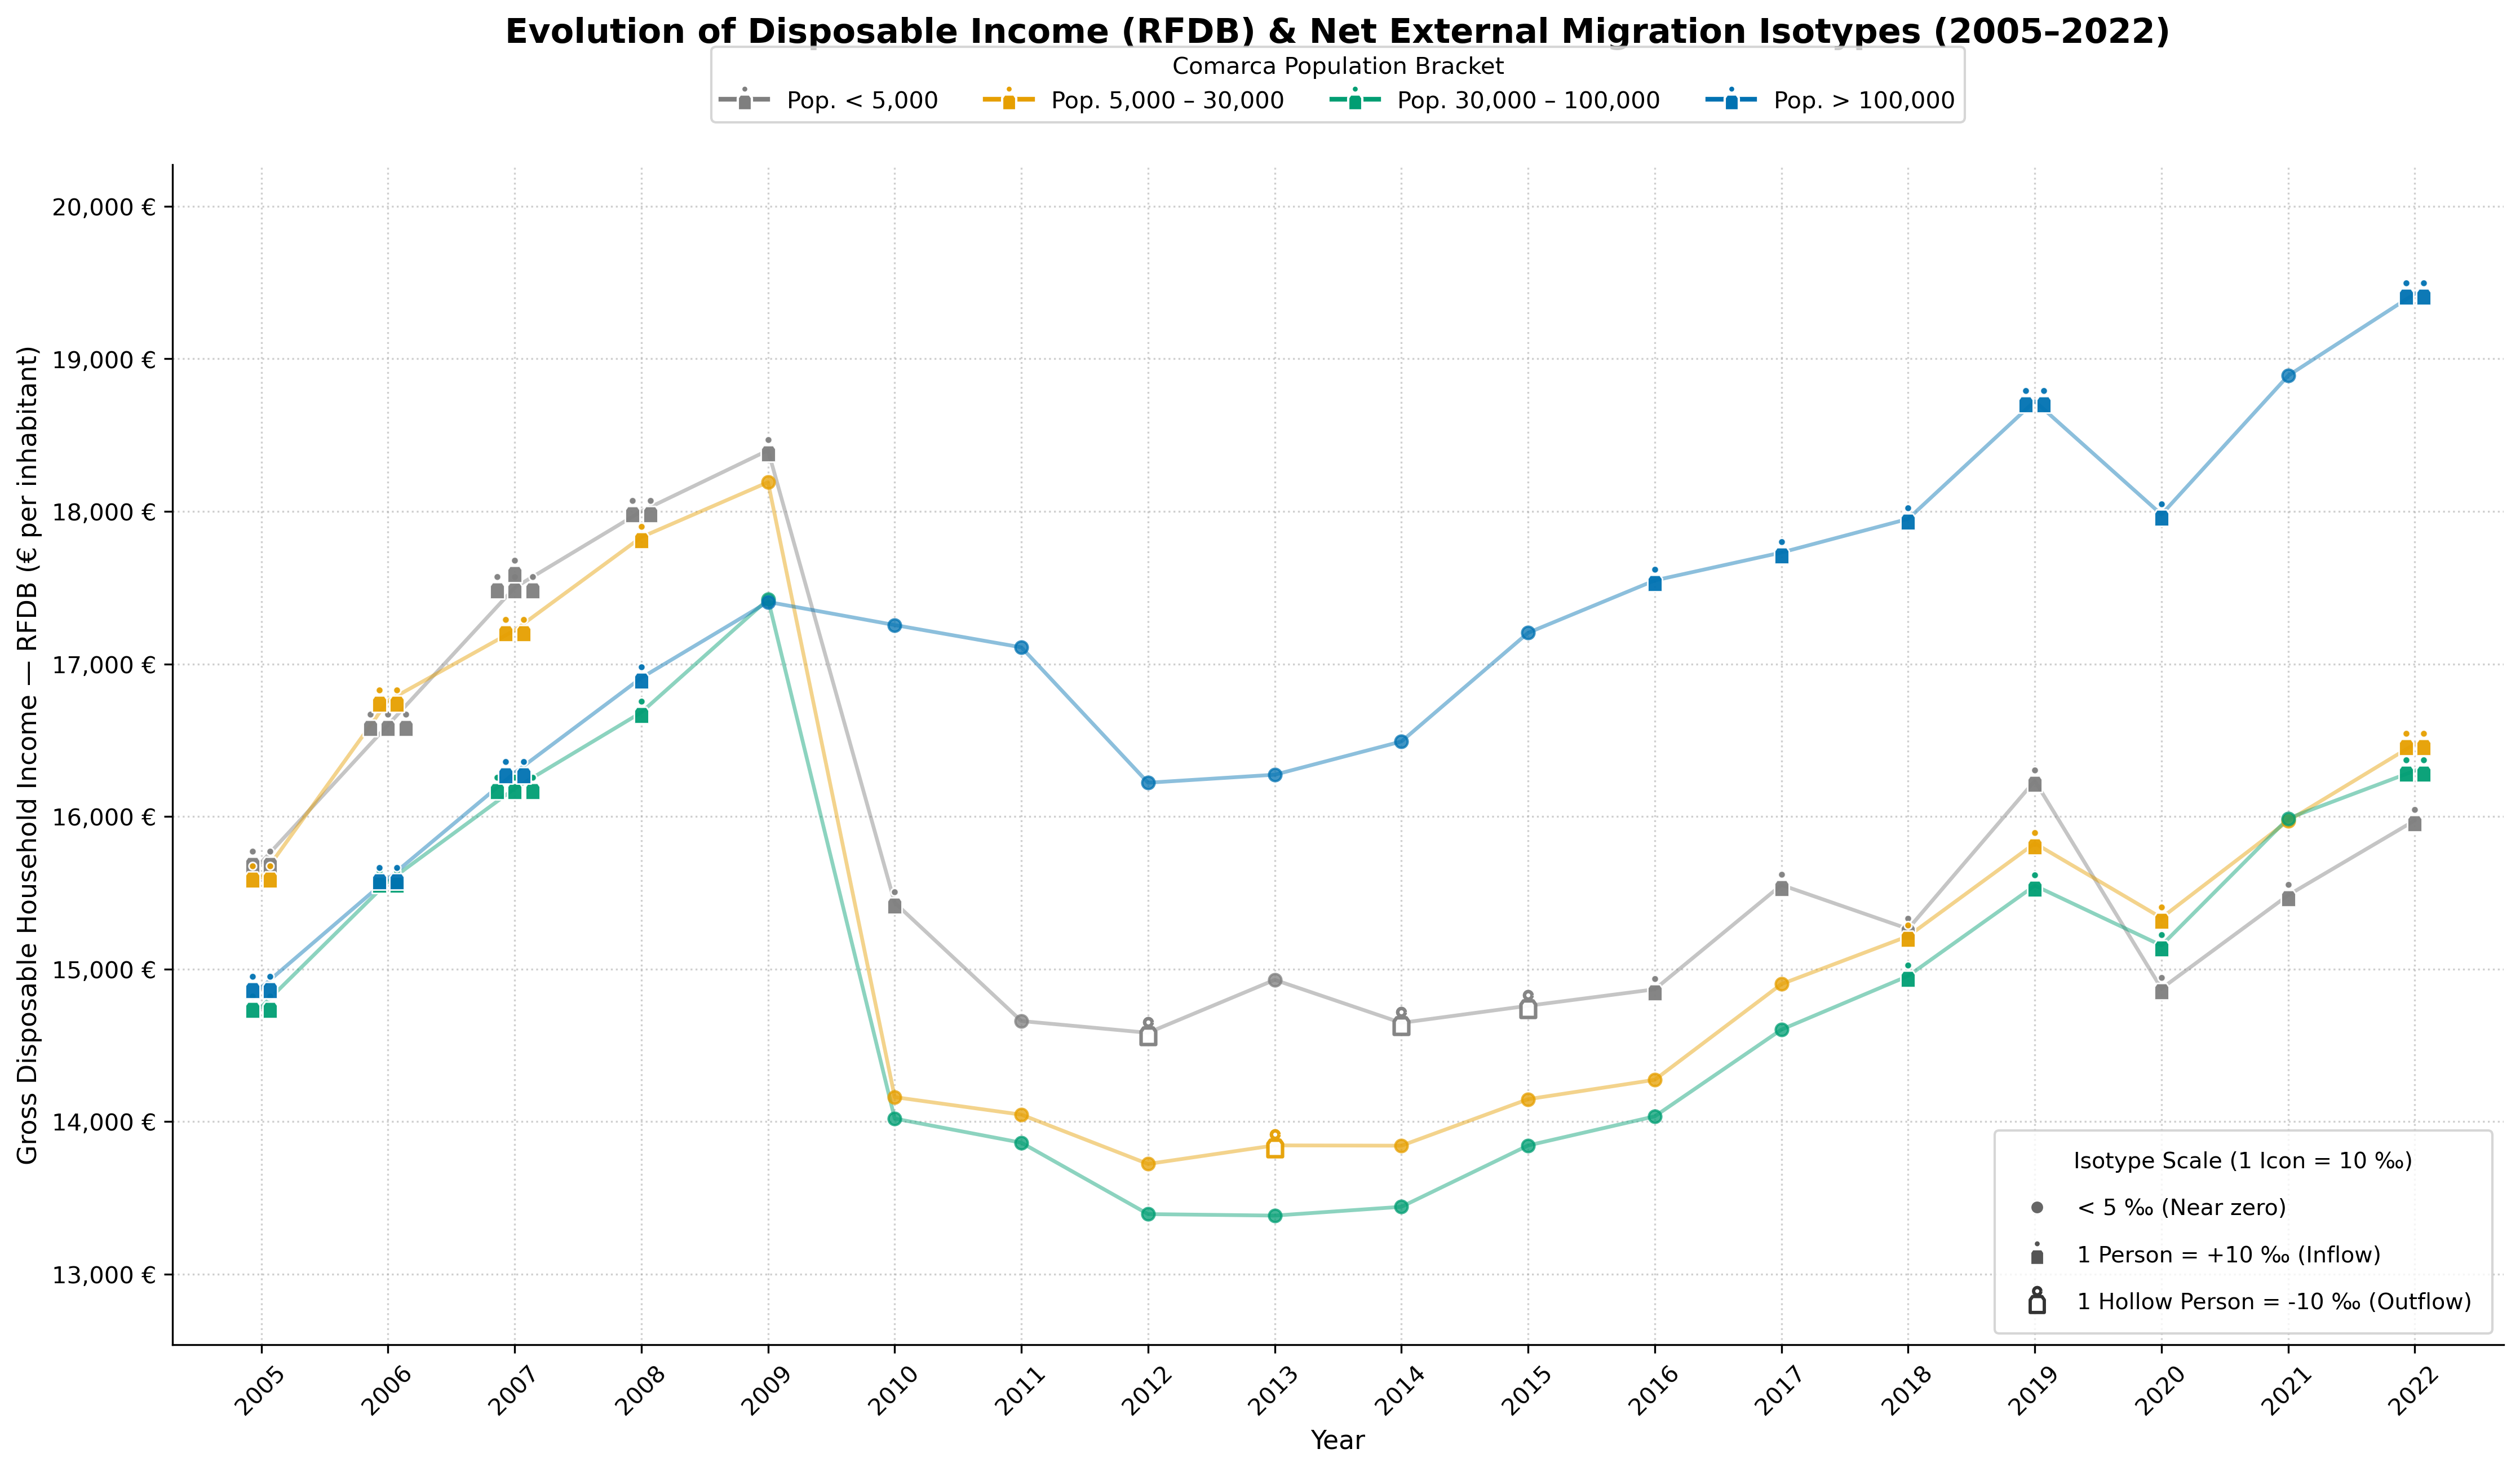 Evolution of Disposable Income (RFDB) & Net External Migration Isotypes (2005–2022)
Comarca Population Bracket
Pop. < 5,000
Pop. 5,000 – 30,000
Pop. 30,000 – 100,000
Pop. > 100,000
Gross Disposable Household Income — RFDB (€ per inhabitant)
20,000 €
19,000 €
18,000 €
17,000 €
16,000 €
15,000 €
14,000 €
13,000 €
Isotype Scale (1 Icon = 10 ‰)
< 5 ‰ (Near zero)
1 Person = +10 ‰ (Inflow)
1 Hollow Person = -10 ‰ (Outflow)
2005
2006
2007
2008
2009
2010
2011
2012
2013
2014
2015
2016
2017
2018
2019
2020
2021
2022
Year